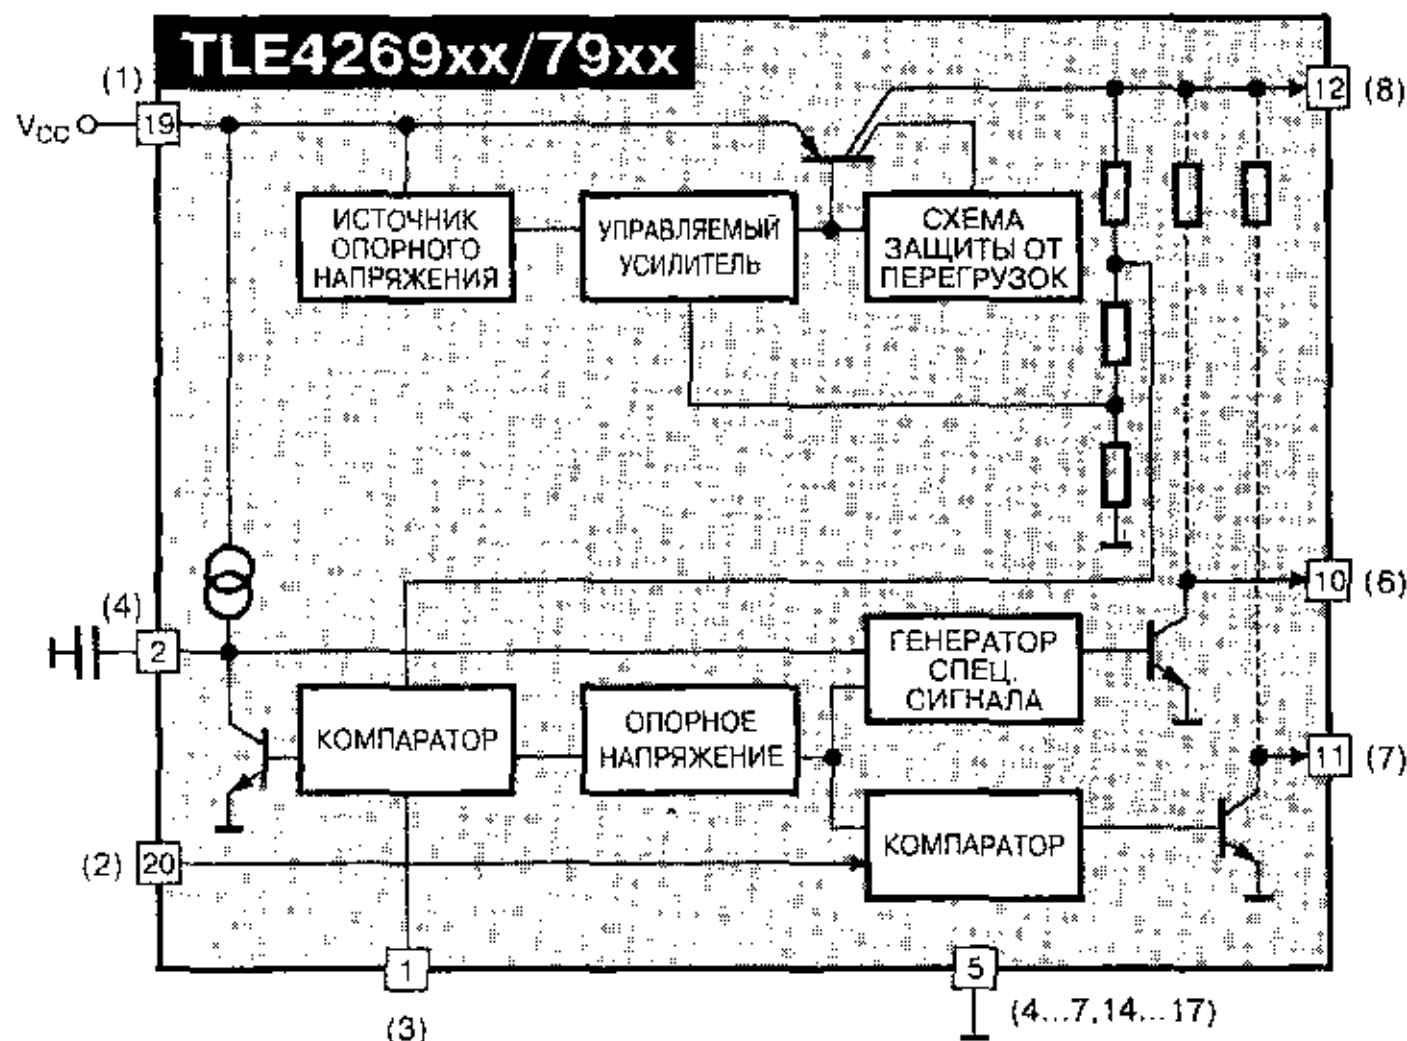 TLE4269xx/79xx
(1)
VCC
19
12
(8)
ИСТОЧНИК
ОПОРНОГО
НАПРЯЖЕНИЯ
УПРАВЛЯЕМЫЙ
УСИЛИТЕЛЬ
СХЕМА
ЗАЩИТЫ ОТ
ПЕРЕГРУЗОК
10
(6)
(4)
2
ГЕНЕРАТОР
СПЕЦ.
СИГНАЛА
КОМПАРАТОР
ОПОРНОЕ
НАПРЯЖЕНИЕ
11
(7)
КОМПАРАТОР
(2)
20
1
5
(3)
(4...7,14...17)